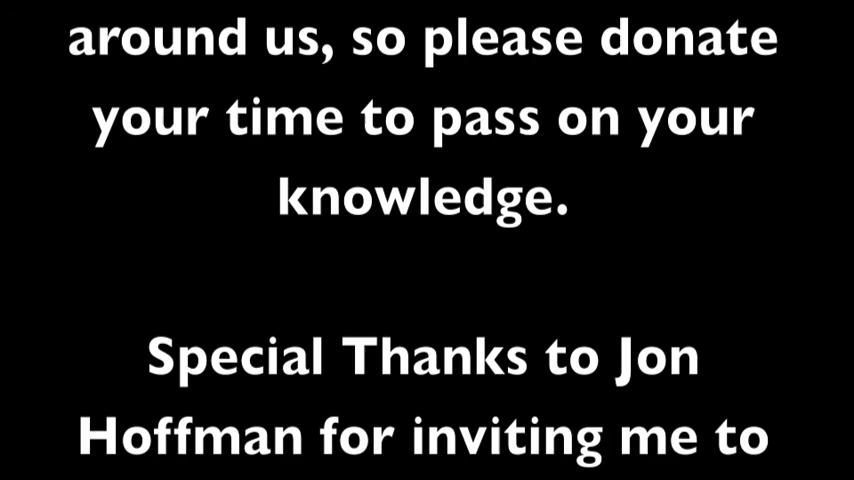 around us, so please donate
your time to pass on your
knowledge.
Special Thanks to Jon
Hoffman for inviting me to